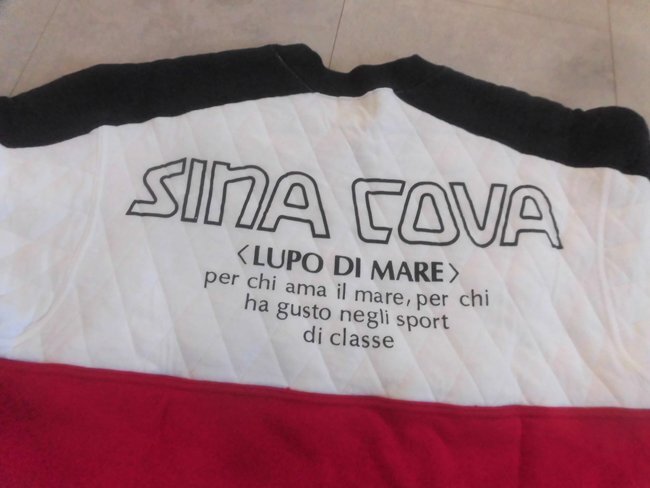 SINA COVA
<LUPO DI MARE>
per chi ama il mare, per chi
ha gusto negli sport
di classe